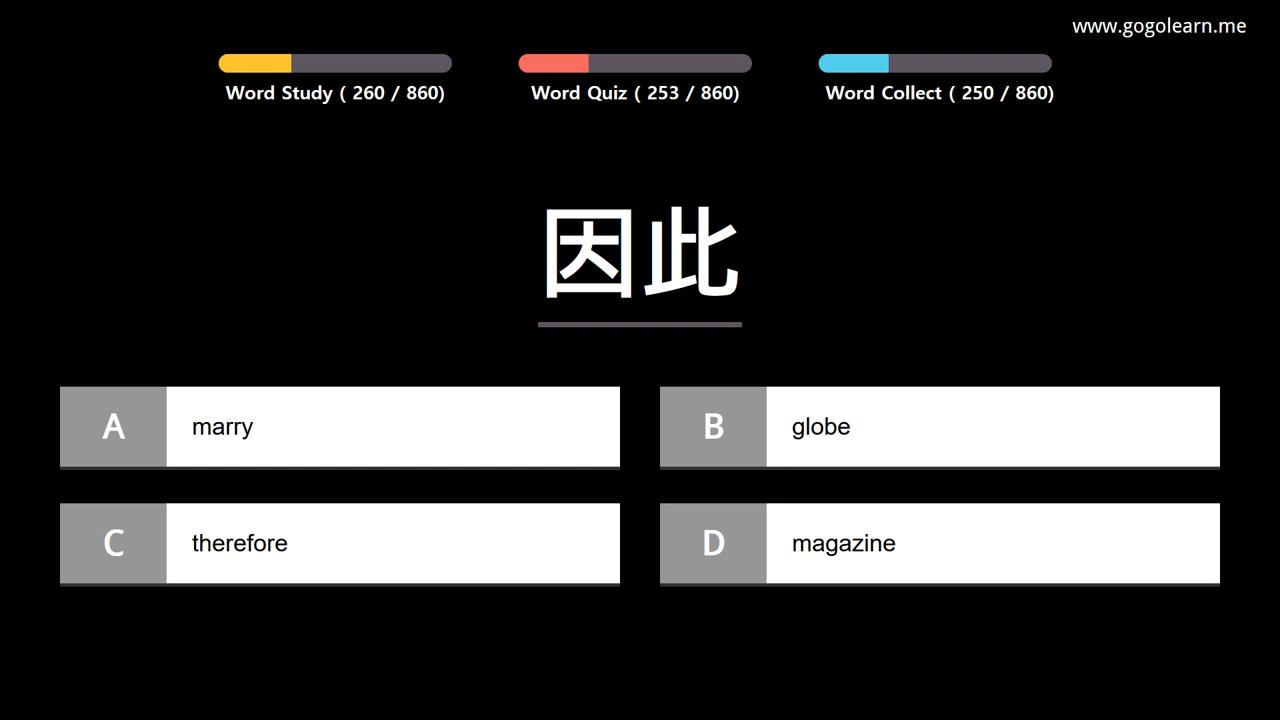 www.gogolearn.me
Word Study ( 260 / 860)
Word Quiz ( 253 / 860)
Word Collect ( 250 / 860)
因此
A marry
B globe
C therefore
D magazine